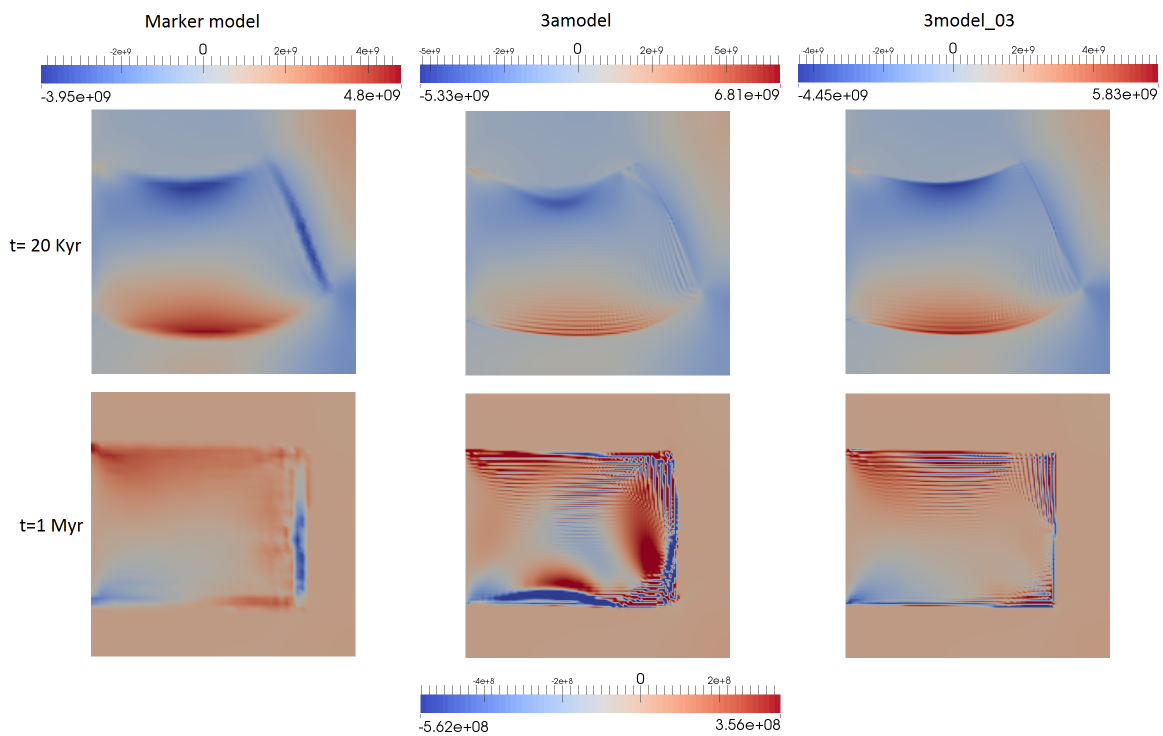 Marker model 3amodel 3model_03
-2e+9 0 2e+9 4e+9 -5e+9 -2e+9 0 2e+9 5e+9 -4e+9 -2e+9 0 2e+9 4e+9
-3.95e+09 4.8e+09 -5.33e+09 6.81e+09 -4.45e+09 5.83e+09
t= 20 Kyr
t=1 Myr
-4e+8 -2e+8 0 2e+8
-5.62e+08 3.56e+08